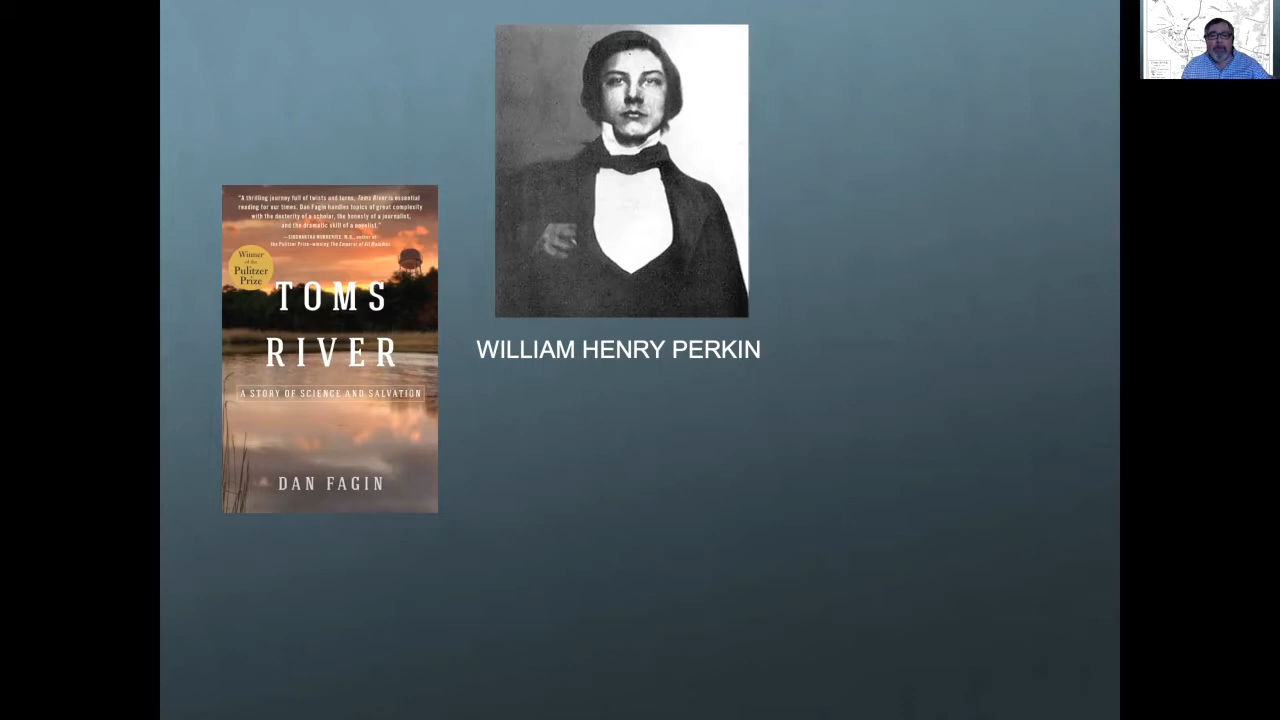 "A thrilling journey full of twists and turns, Toms River is essential
reading for our times. Dan Fagin handles topics of great complexity
with the dexterity of a scholar, the honesty of a journalist,
and the dramatic skill of a novelist."
—SIDDHARTHA MUKHERJEE, M.D., author of
the Pulitzer Prize–winning The Emperor of All Maladies
Winner
of the
Pulitzer
Prize
TOMS
RIVER
A STORY OF SCIENCE AND SALVATION
DAN FAGIN
WILLIAM HENRY PERKIN